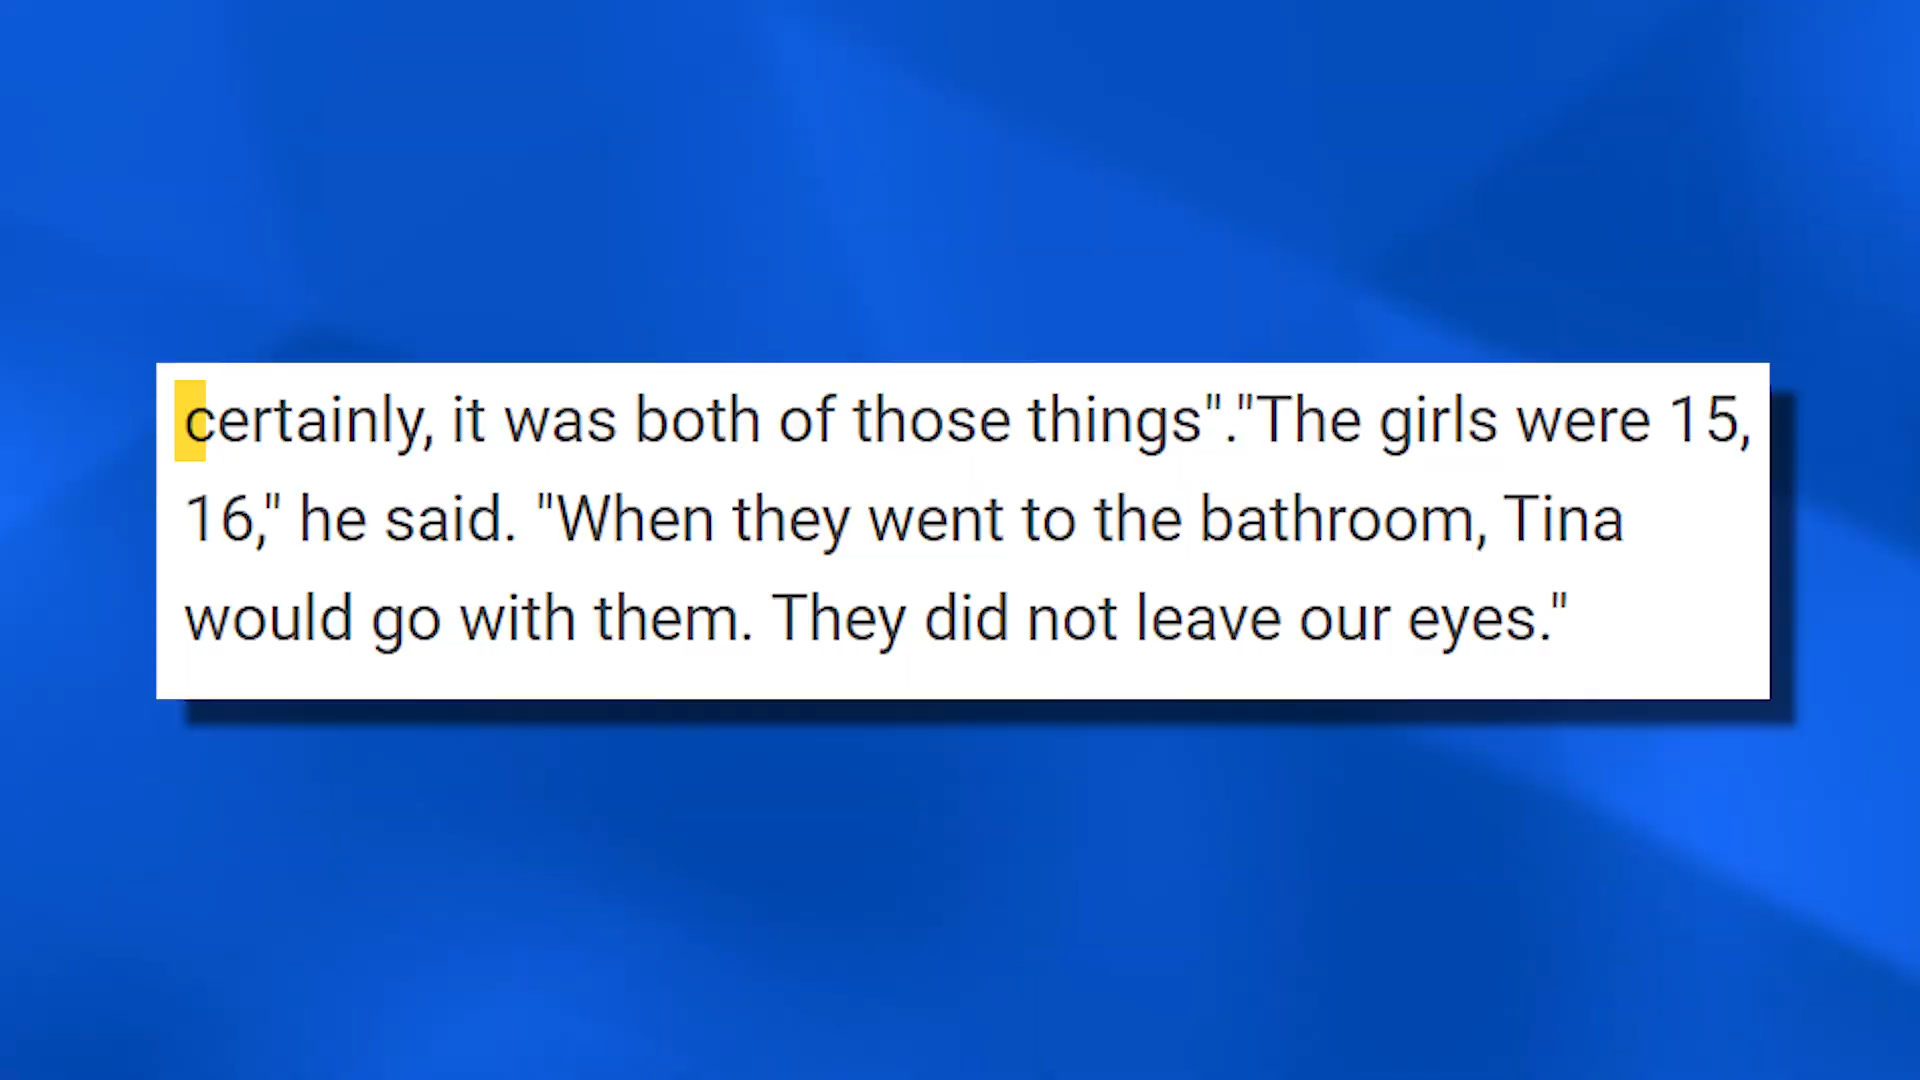 certainly, it was both of those things"."The girls were 15,
16," he said. "When they went to the bathroom, Tina
would go with them. They did not leave our eyes."